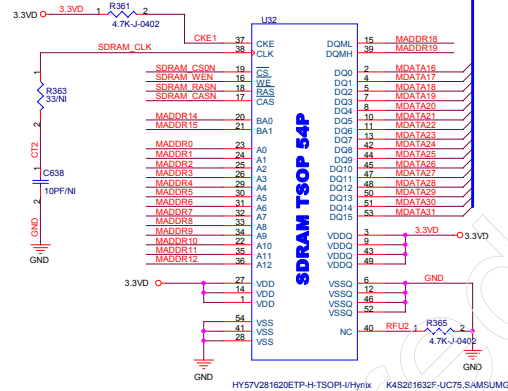 R361
3.3VD
3.3VD
1
2
4.7K-J-0402
U32
CKE1
37
CKE
DQML
15
MADDR18
SDRAM_CLK
38
CLK
DQMH
39
MADDR19
SDRAM_CS0N
19
CS
DQ0
2
MDATA16
SDRAM_WEN
16
WE
DQ1
4
MDATA17
SDRAM_RASN
18
RAS
DQ2
5
MDATA18
SDRAM_CASN
17
CAS
DQ3
7
MDATA19
DQ4
8
MDATA20
MADDR14
20
BA0
DQ5
10
MDATA21
MADDR15
21
BA1
DQ6
11
MDATA22
DQ7
13
MDATA23
MADDR0
23
A0
DQ8
42
MDATA24
MADDR1
24
A1
DQ9
44
MDATA25
MADDR2
25
A2
DQ10
45
MDATA26
MADDR3
26
A3
DQ11
47
MDATA27
MADDR4
29
A4
DQ12
48
MDATA28
MADDR5
30
A5
DQ13
50
MDATA29
MADDR6
31
A6
DQ14
51
MDATA30
MADDR7
32
A7
DQ15
53
MDATA31
MADDR8
33
A8
MADDR9
34
A9
VDDQ
3
3.3VD
3.3VD
MADDR10
22
A10
VDDQ
9
MADDR11
35
A11
VDDQ
43
MADDR12
36
A12
VDDQ
49
3.3VD
27
VDD
VSSQ
6
GND
14
VDD
VSSQ
12
1
VDD
VSSQ
46
VSSQ
52
54
VSS
41
VSS
28
VSS
NC
40
RFU2
R365
1
2
4.7K-J-0402
GND
GND
SDRAM TSOP 54P
1
R363
33/NI
2
CT2
1
C638
10PF/NI
2
GND
GND
HY57V281620ETP-H-TSOPI-I/Hynix
K4S281632F-UC75,SAMSUMG